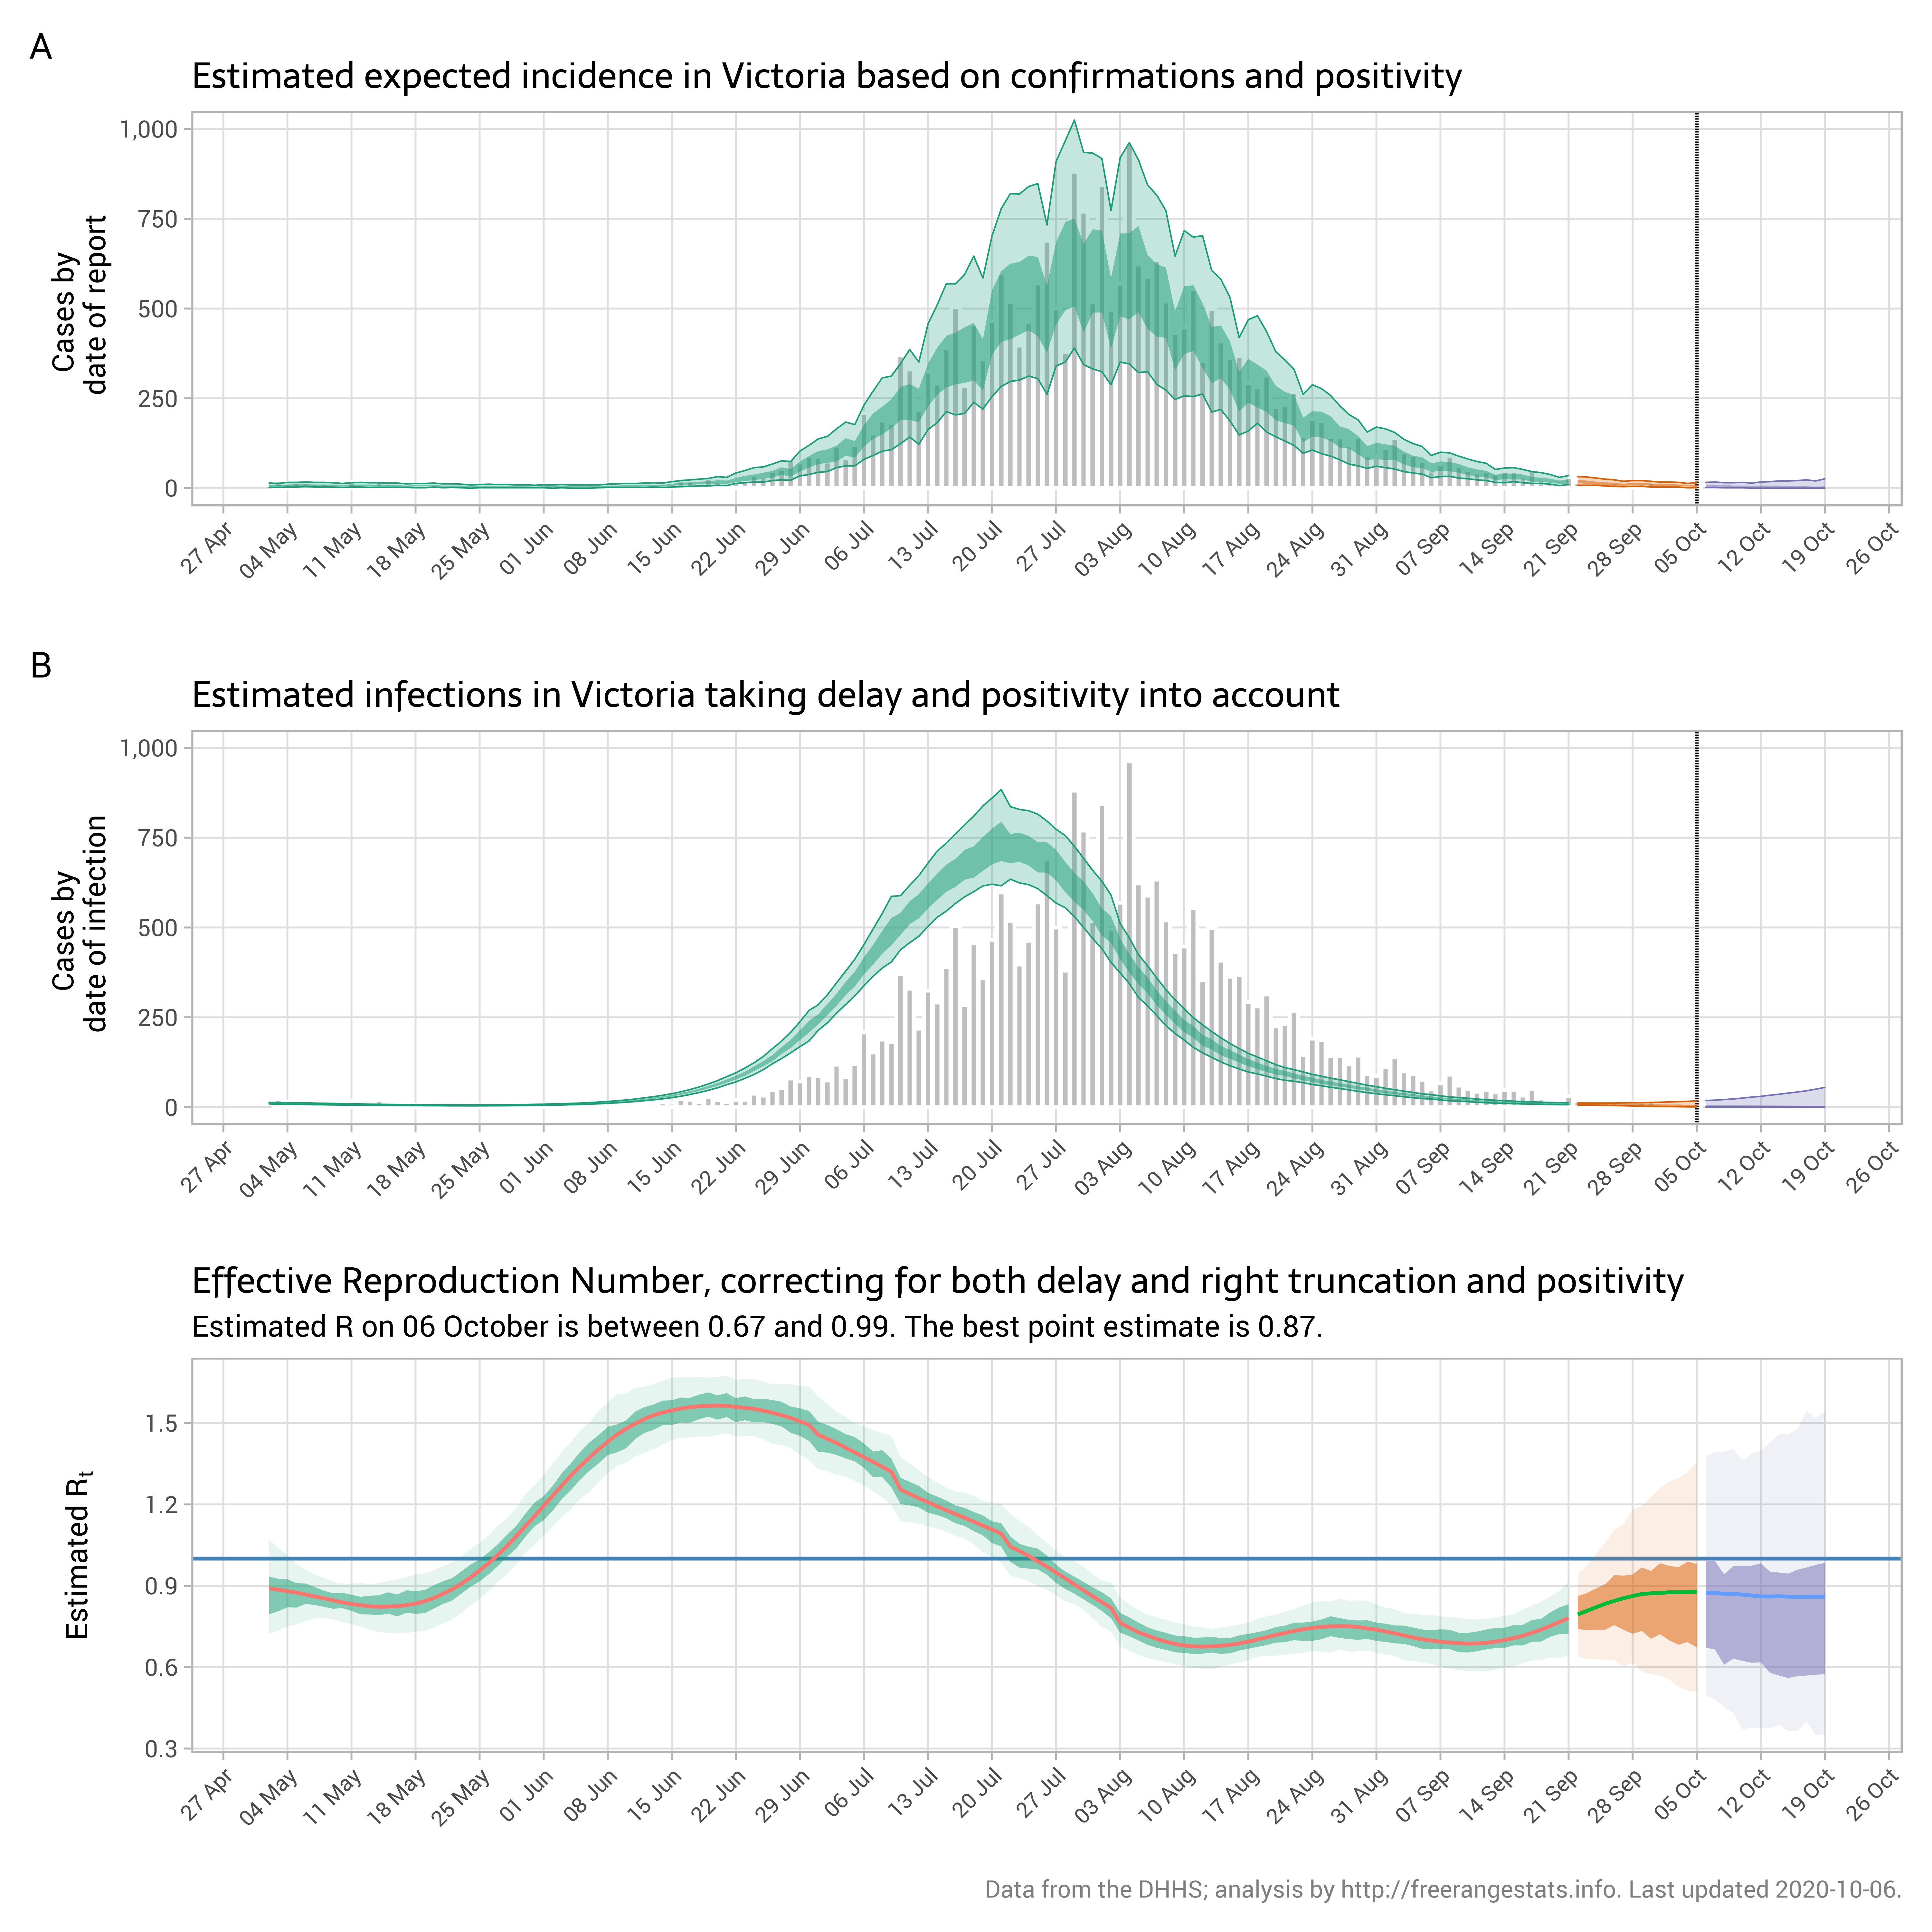 A
Estimated expected incidence in Victoria based on confirmations and positivity
Cases by
date of report
1,000
750
500
250
0
27 Apr
04 May
11 May
18 May
25 May
01 Jun
08 Jun
15 Jun
22 Jun
29 Jun
06 Jul
13 Jul
20 Jul
27 Jul
03 Aug
10 Aug
17 Aug
24 Aug
31 Aug
07 Sep
14 Sep
21 Sep
28 Sep
05 Oct
12 Oct
19 Oct
26 Oct
B
Estimated infections in Victoria taking delay and positivity into account
Cases by
date of infection
1,000
750
500
250
0
27 Apr
04 May
11 May
18 May
25 May
01 Jun
08 Jun
15 Jun
22 Jun
29 Jun
06 Jul
13 Jul
20 Jul
27 Jul
03 Aug
10 Aug
17 Aug
24 Aug
31 Aug
07 Sep
14 Sep
21 Sep
28 Sep
05 Oct
12 Oct
19 Oct
26 Oct
Effective Reproduction Number, correcting for both delay and right truncation and positivity
Estimated R on 06 October is between 0.67 and 0.99. The best point estimate is 0.87.
Estimated Rt
1.5
1.2
0.9
0.6
0.3
27 Apr
04 May
11 May
18 May
25 May
01 Jun
08 Jun
15 Jun
22 Jun
29 Jun
06 Jul
13 Jul
20 Jul
27 Jul
03 Aug
10 Aug
17 Aug
24 Aug
31 Aug
07 Sep
14 Sep
21 Sep
28 Sep
05 Oct
12 Oct
19 Oct
26 Oct
Data from the DHHS; analysis by http://freerangestats.info. Last updated 2020-10-06.